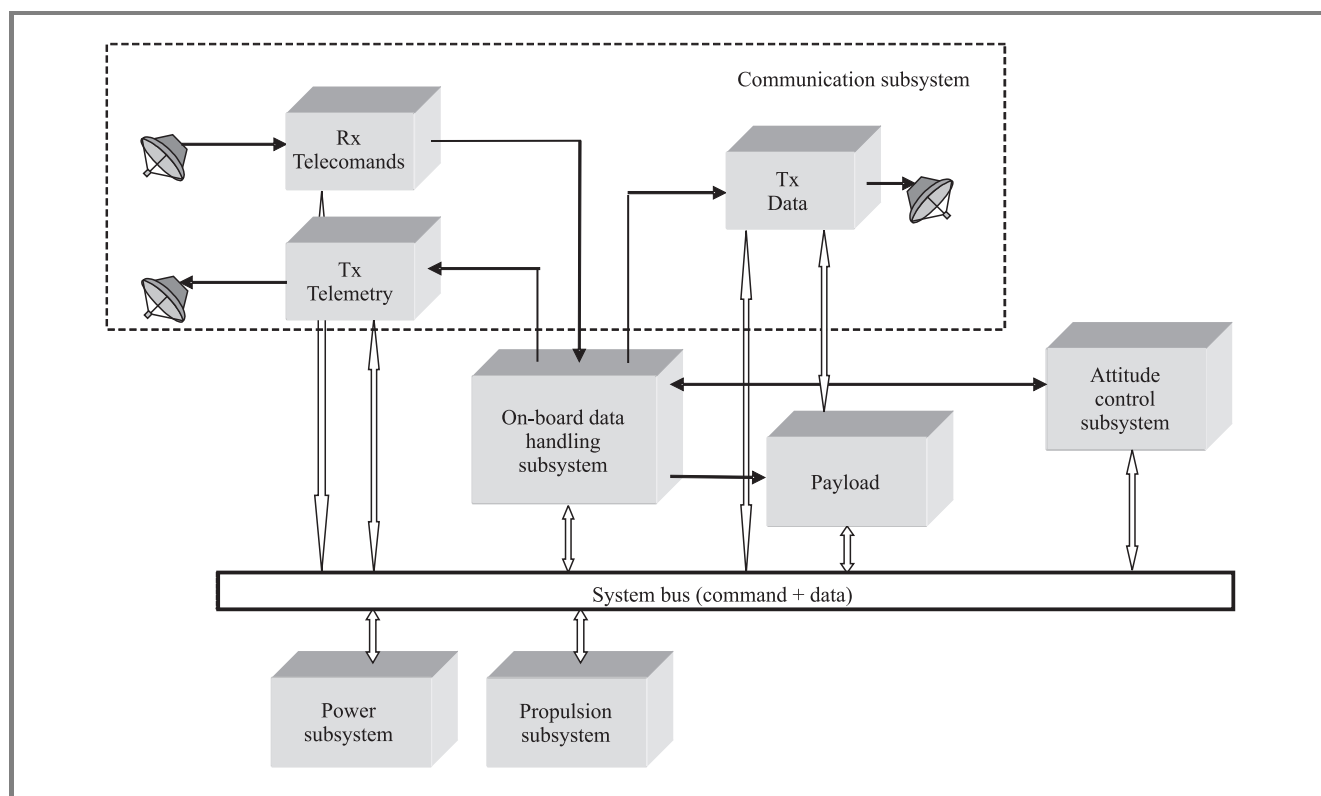 Communication subsystem
Rx
Telecomands
Tx
Data
Tx
Telemetry
On-board data
handling
subsystem
Attitude
control
subsystem
Payload
System bus (command + data)
Power
subsystem
Propulsion
subsystem